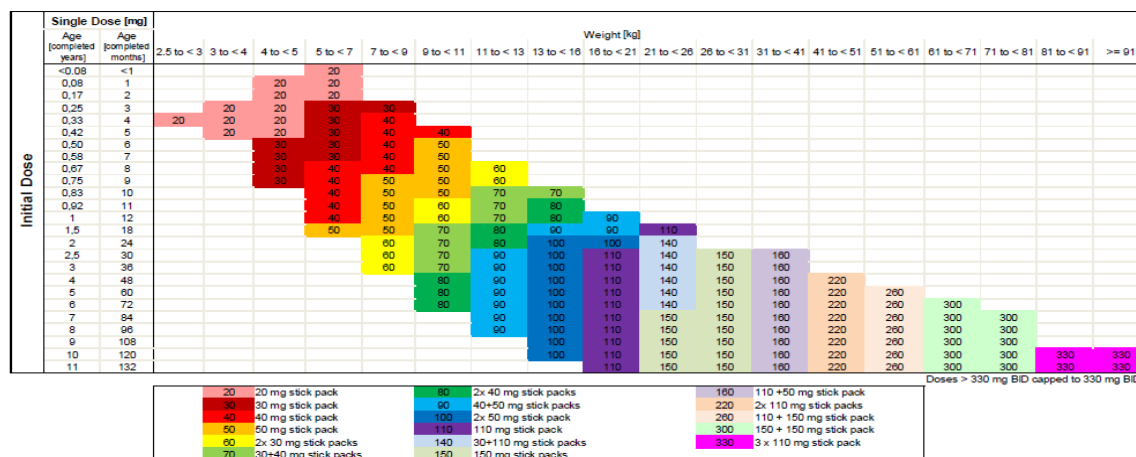 Single Dose [mg]
Weight [kg]
Age [completed years] Age [completed months] 2.5 to < 3 3 to < 4 4 to < 5 5 to < 7 7 to < 9 9 to < 11 11 to < 13 13 to < 16 16 to < 21 21 to < 26 26 to < 31 31 to < 41 41 to < 51 51 to < 61 61 to < 71 71 to < 81 81 to < 91 >= 91
Initial Dose
<0.08 <1 20
0,08 1 20 20
0,17 2 20 20
0,25 3 20 20 30 30
0,33 4 20 20 20 30 40
0,42 5 20 20 30 40 40
0,50 6 30 30 40 50
0,58 7 30 30 40 50
0,67 8 30 40 40 50 60
0,75 9 30 40 50 50 60
0,83 10 40 50 50 70 70
0,92 11 40 50 60 70 80
1 12 40 50 60 70 80 90
1,5 18 50 50 70 80 90 90 110
2 24 60 70 80 100 100 140
2,5 30 60 70 90 100 110 140 150 160
3 36 60 70 90 100 110 140 150 160
4 48 80 90 100 110 140 150 160 220
5 60 80 90 100 110 140 150 160 220 260
6 72 80 90 100 110 140 150 160 220 260 300
7 84 90 100 110 150 150 160 220 260 300 300
8 96 90 100 110 150 150 160 220 260 300 300
9 108 100 110 150 150 160 220 260 300 300
10 120 100 110 150 150 160 220 260 300 300 330 330
11 132 110 150 150 160 220 260 300 300 330 330
Doses > 330 mg BID capped to 330 mg BID
20 20 mg stick pack 80 2x 40 mg stick packs 160 110 +50 mg stick packs
30 30 mg stick pack 90 40+50 mg stick packs 220 2x 110 mg stick packs
40 40 mg stick pack 100 2x 50 mg stick packs 260 110 + 150 mg stick packs
50 50 mg stick pack 110 110 mg stick pack 300 150 + 150 mg stick packs
60 2x 30 mg stick packs 140 30+110 mg stick packs 330 3 x 110 mg stick pack
70 30+40 mg stick packs 150 150 mg stick packs